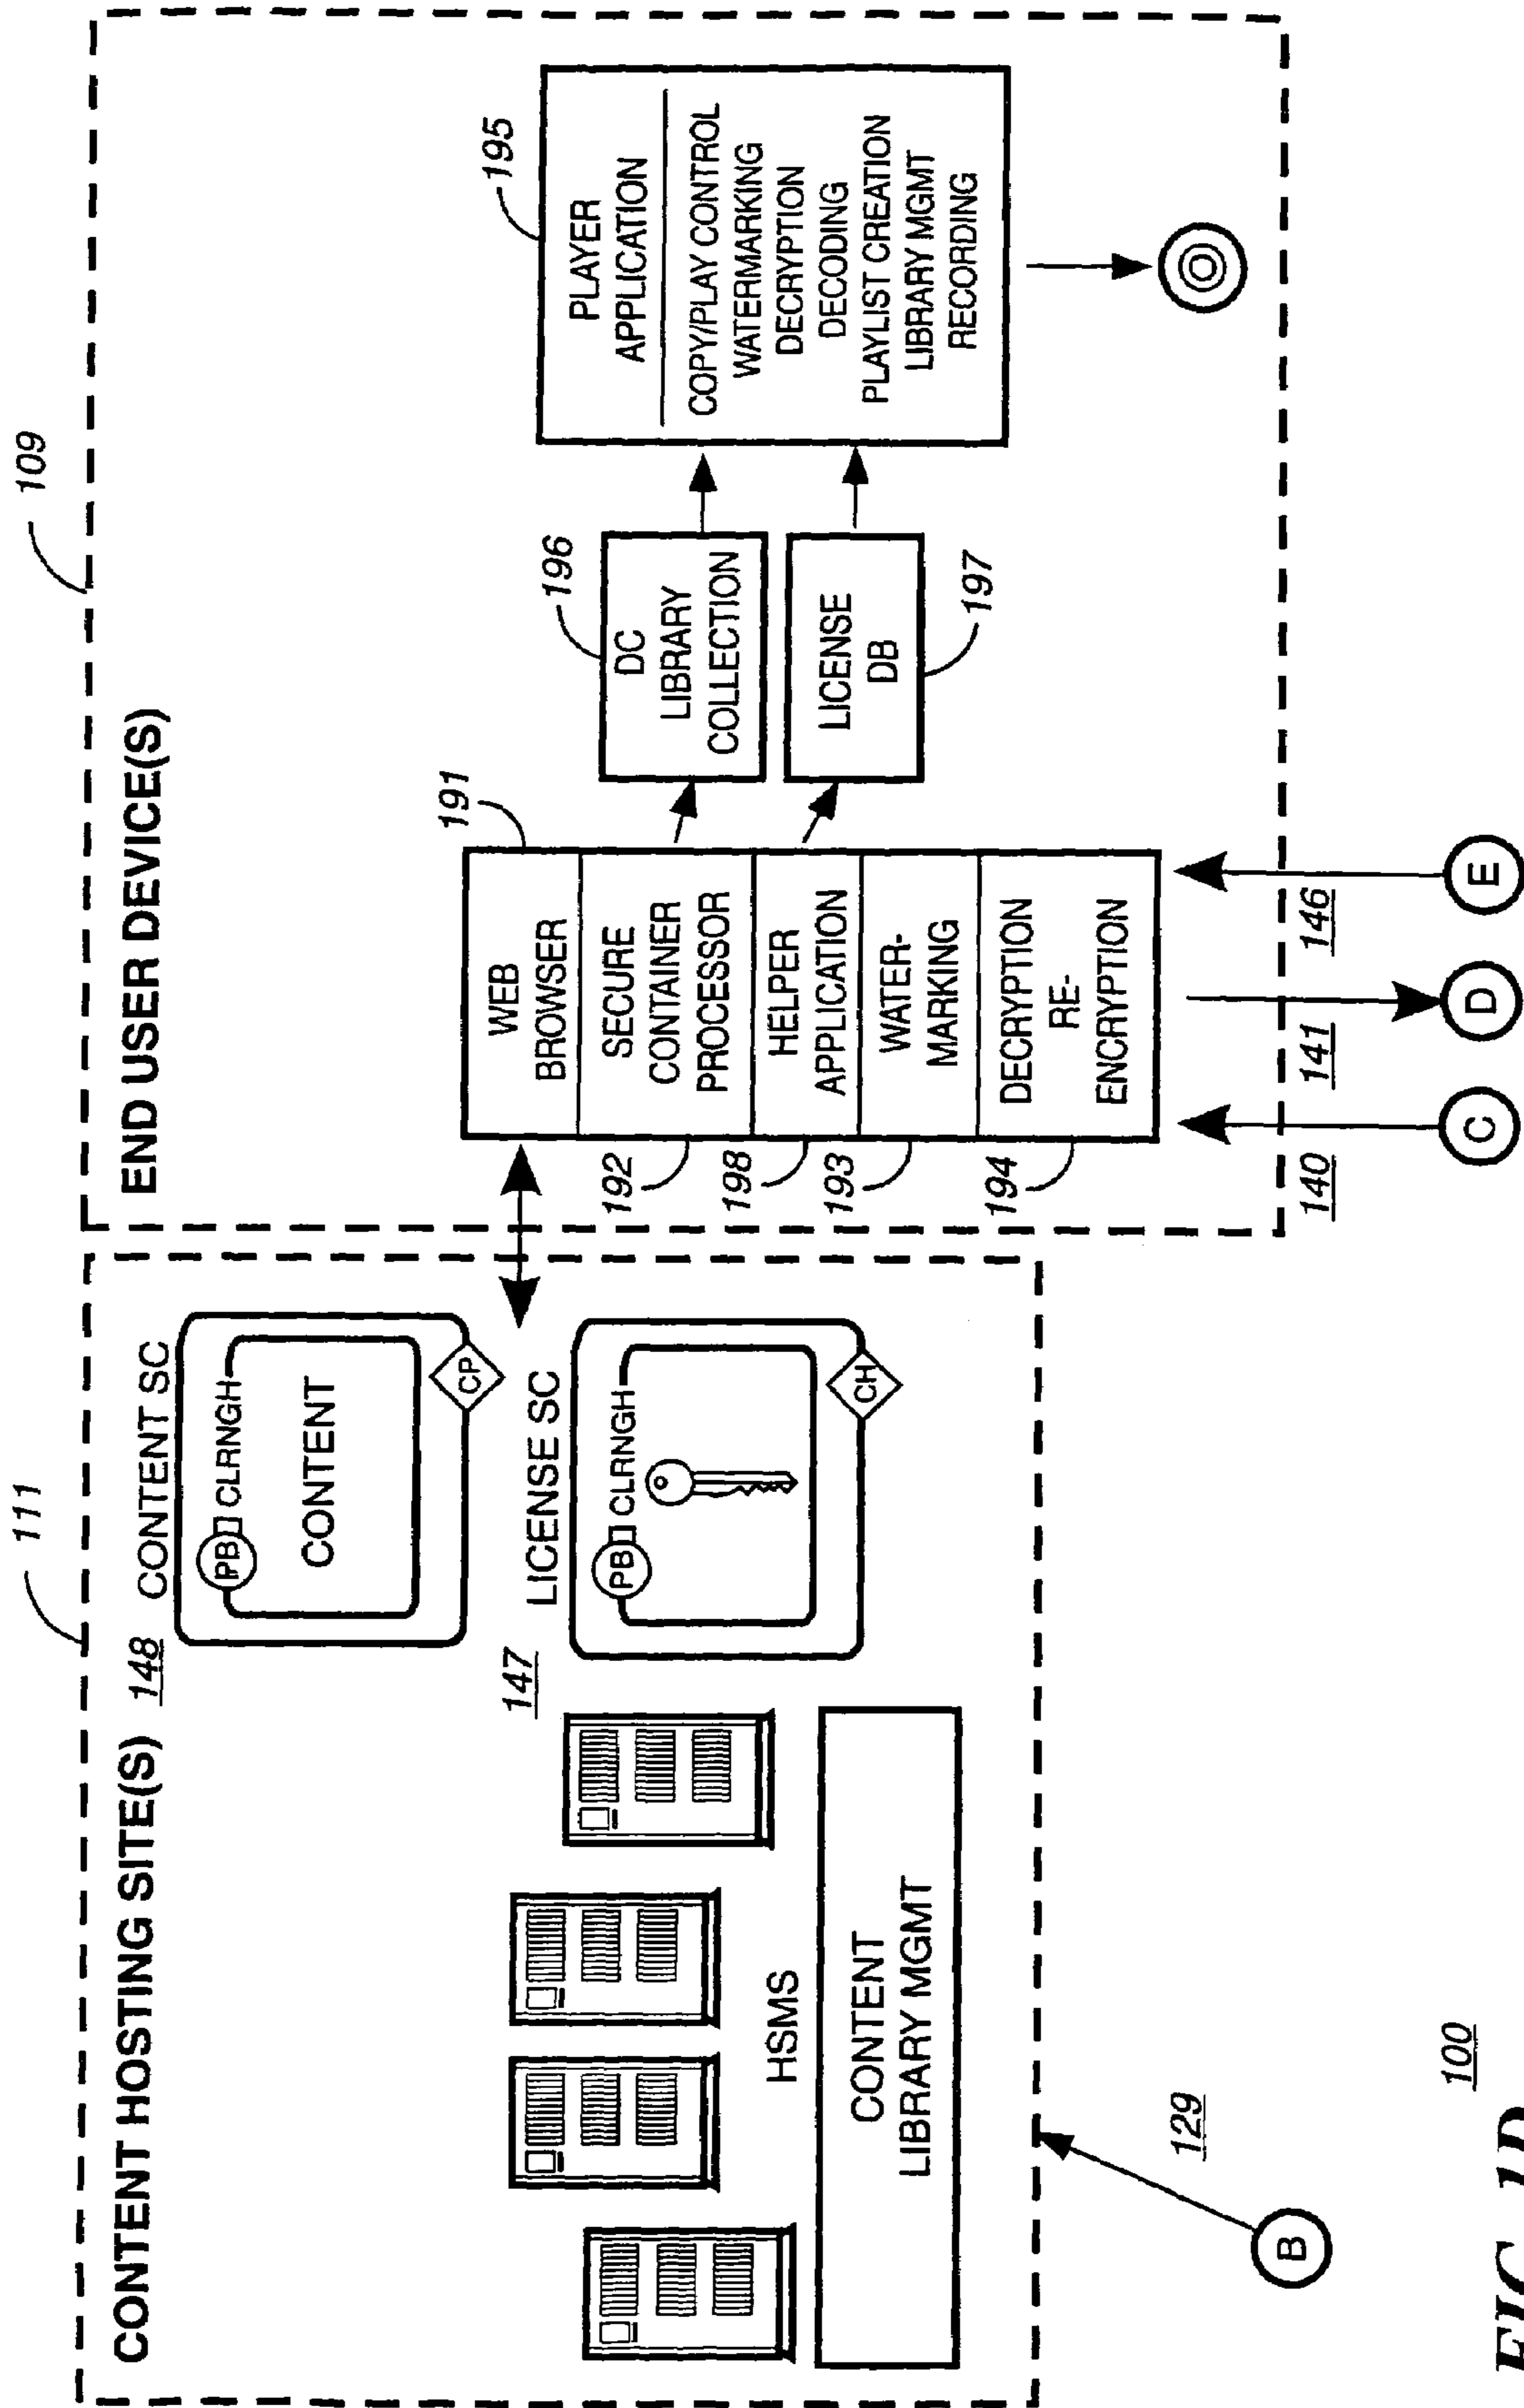 111
CONTENT HOSTING SITE(S)
148
CONTENT SC
PB
CLRNGH
CONTENT
CP
147
LICENSE SC
PB
CLRNGH
CH
HSMS
CONTENT
LIBRARY MGMT
129
B
109
END USER DEVICE(S)
191
WEB
BROWSER
192
SECURE
CONTAINER
PROCESSOR
198
HELPER
APPLICATION
193
WATER-
MARKING
194
DECRYPTION
RE-
ENCRYPTION
196
DC
LIBRARY
COLLECTION
LICENSE
DB
197
195
PLAYER
APPLICATION
COPY/PLAY CONTROL
WATERMARKING
DECRYPTION
DECODING
PLAYLIST CREATION
LIBRARY MGMT
RECORDING
140
141
146
C
D
E
100
FIG. 1D